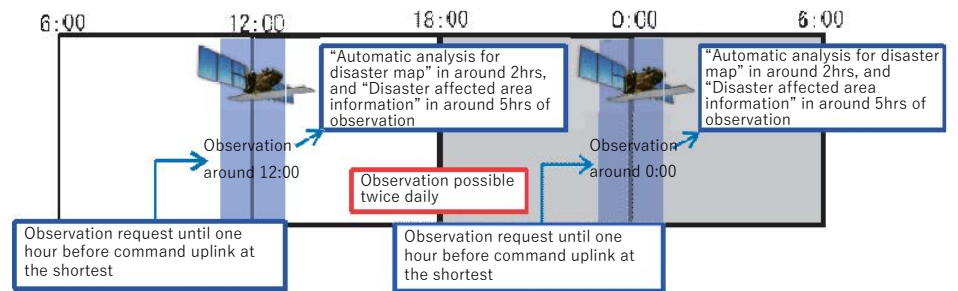 6:00
12:00
18:00
0:00
6:00
“Automatic analysis for
disaster map” in around 2hrs,
and “Disaster affected area
information” in around 5hrs of
observation
“Automatic analysis for disaster
map” in around 2hrs, and
“Disaster affected area
information” in around 5hrs of
observation
Observation
around 12:00
Observation
around 0:00
Observation possible
twice daily
Observation request until one
hour before command uplink at
the shortest
Observation request until one
hour before command uplink at
the shortest